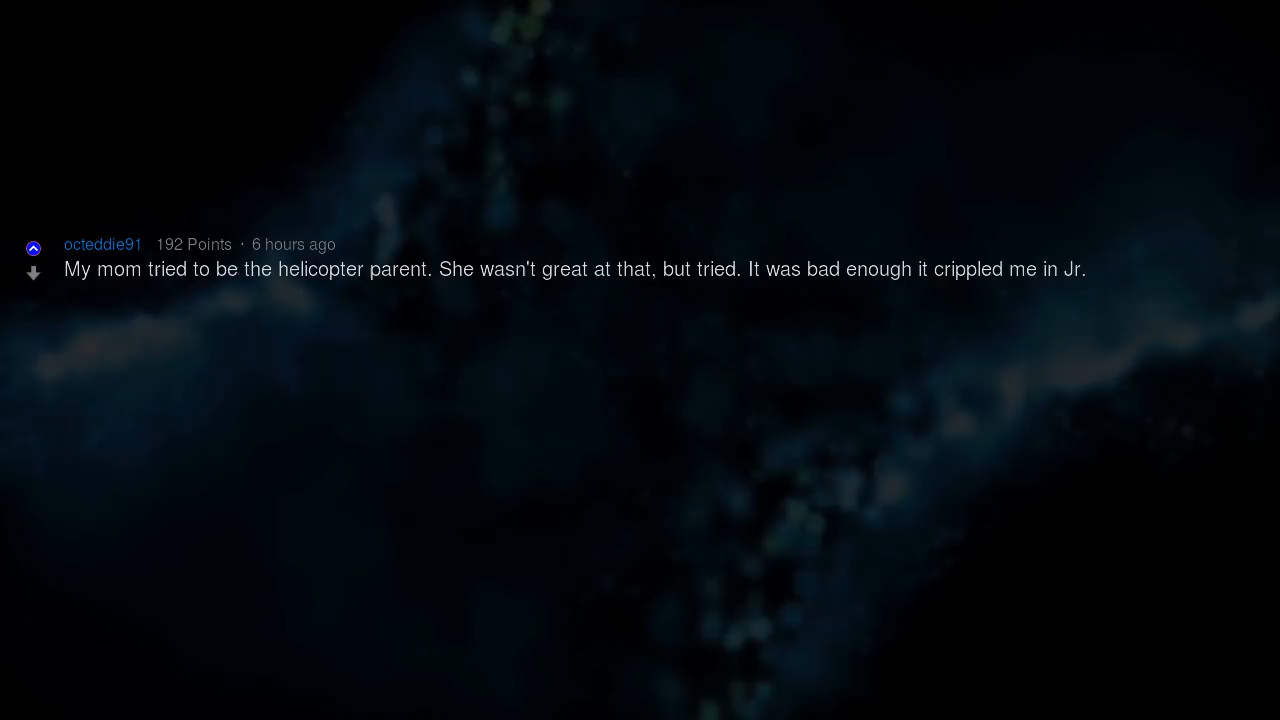 octeddie91 192 Points · 6 hours ago
My mom tried to be the helicopter parent. She wasn't great at that, but tried. It was bad enough it crippled me in Jr.